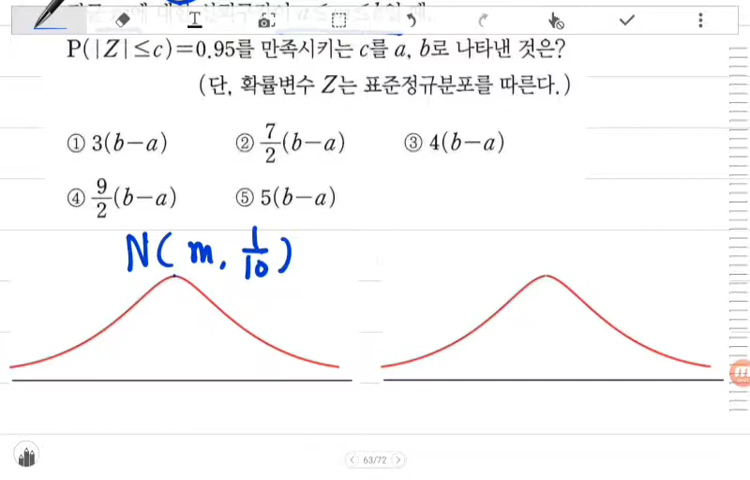 P(|Z|≤c)=0.95를 만족시키는 c를 a, b로 나타낸 것은?
(단, 확률변수 Z는 표준정규분포를 따른다.)
① 3(b−a) ② 7/2(b−a) ③ 4(b−a)
④ 9/2(b−a) ⑤ 5(b−a)
N(m, 1/10)
63/72